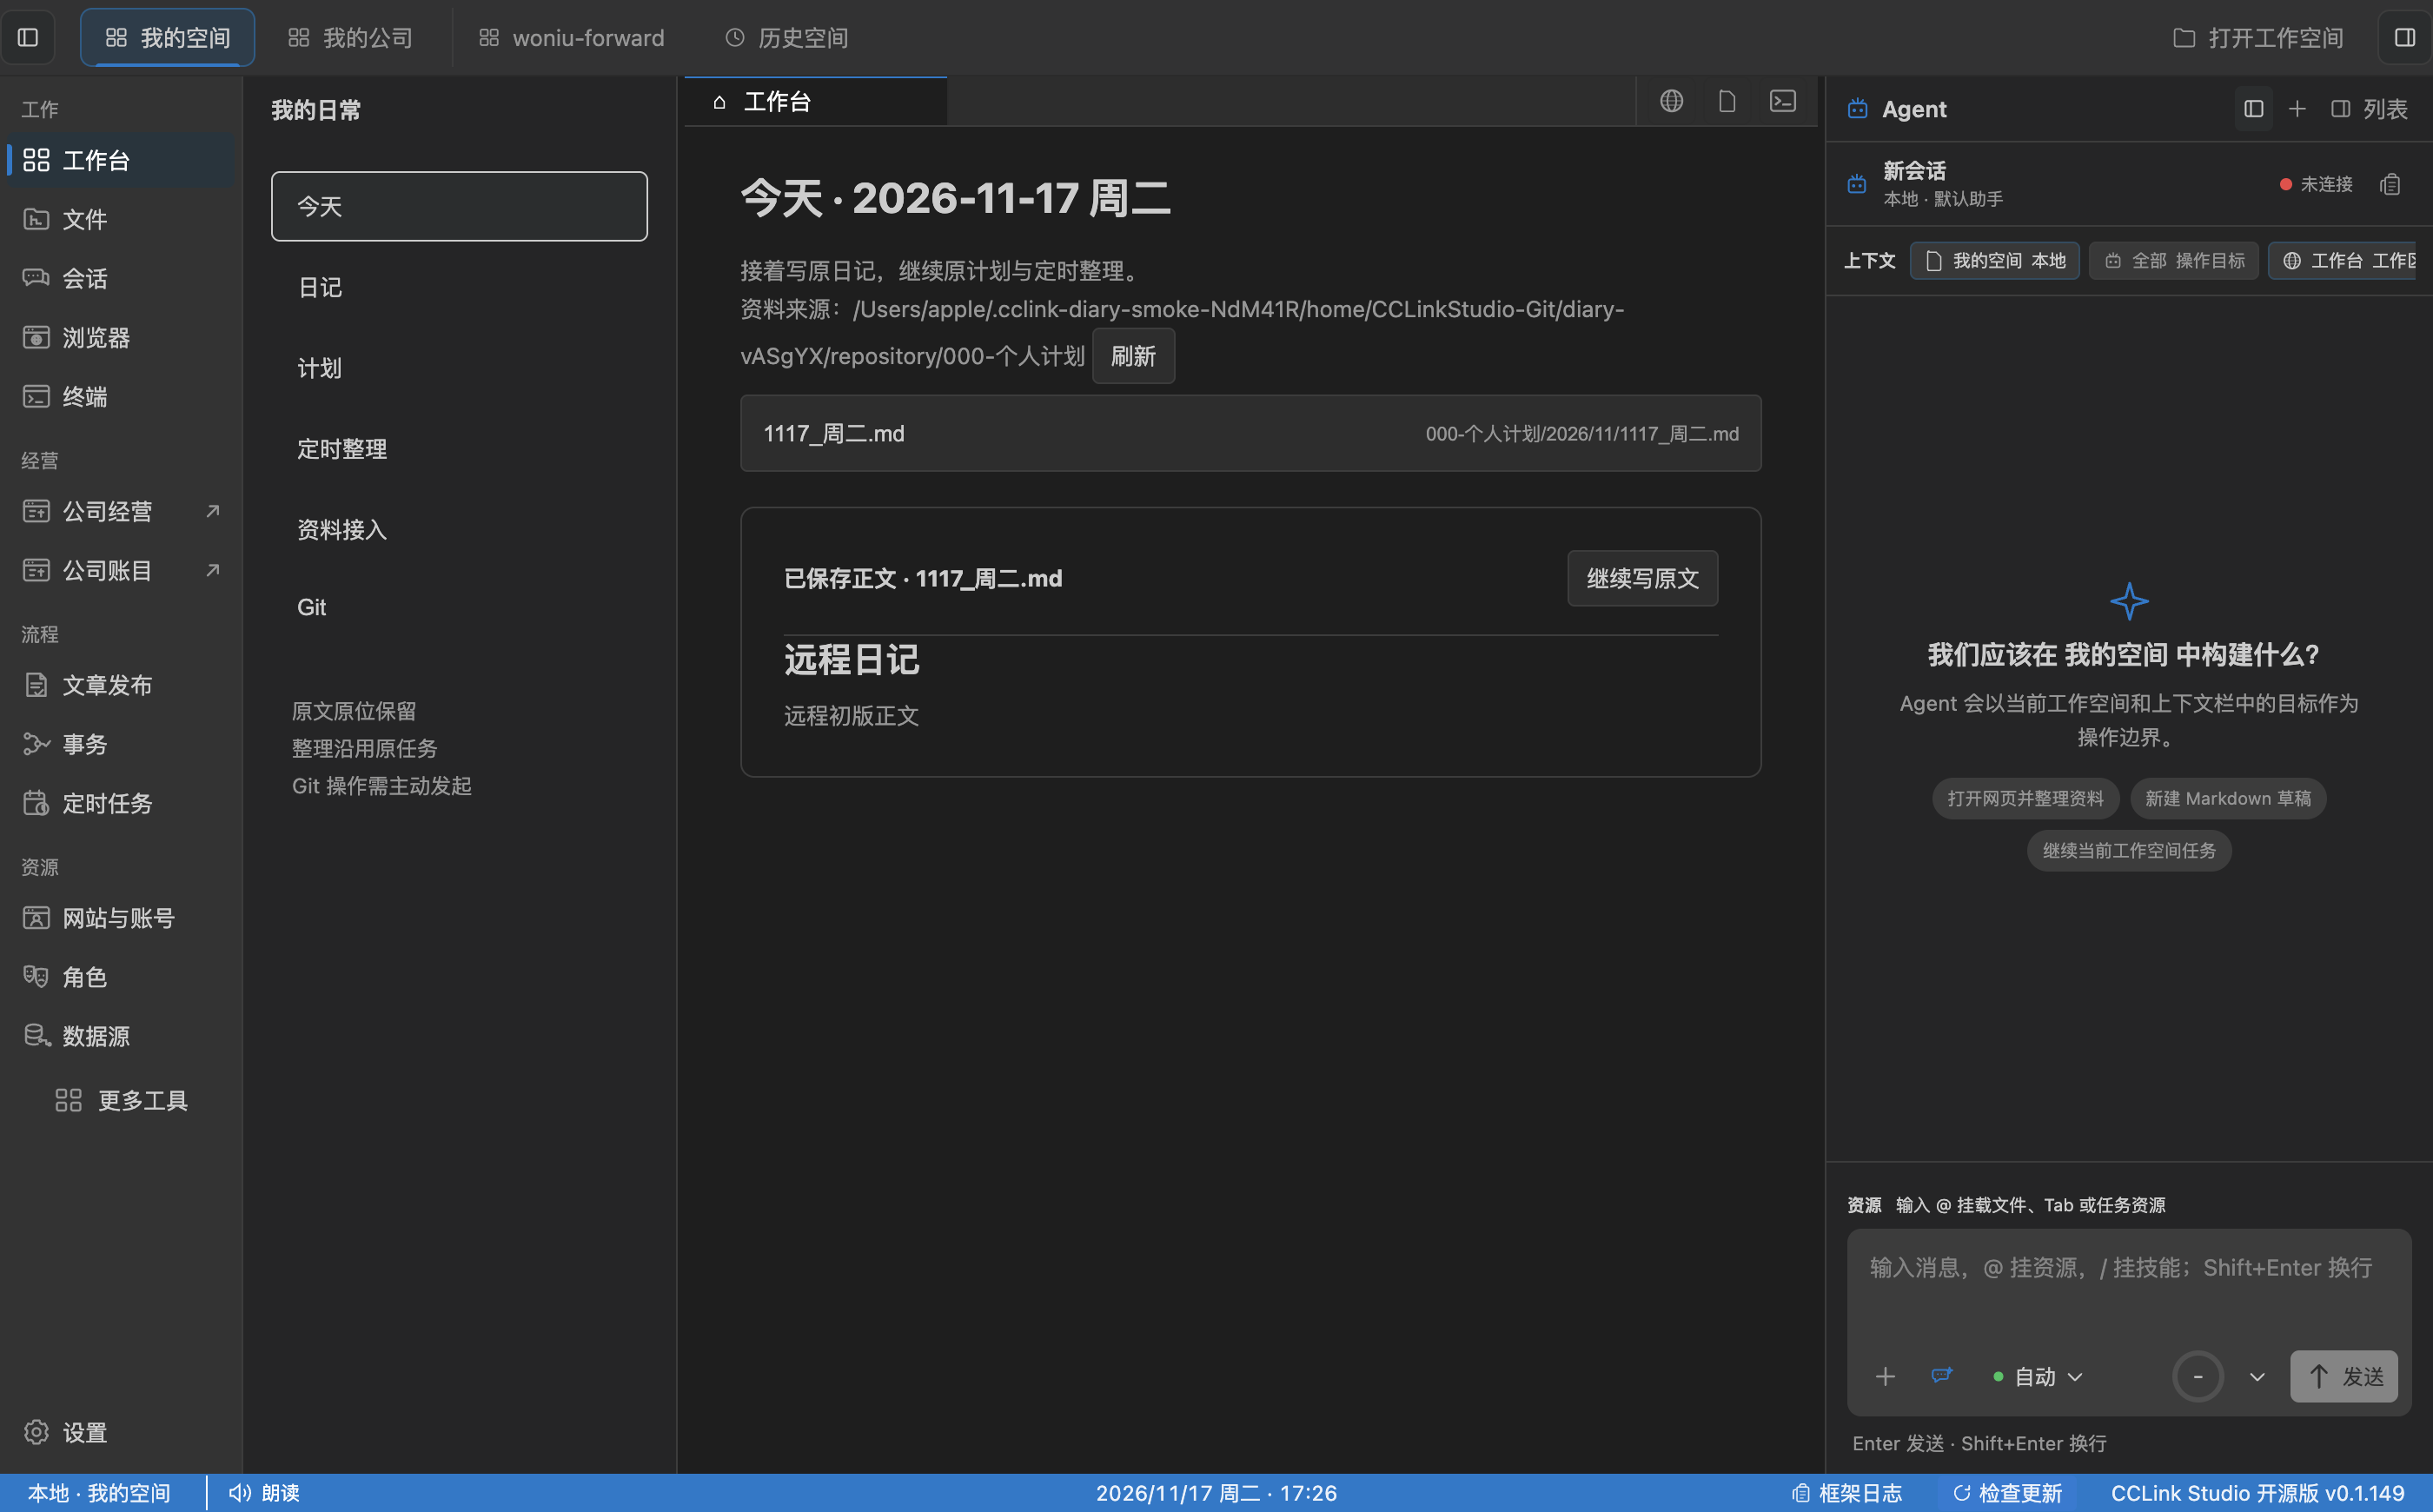 我的空间
我的公司
woniu-forward
历史空间
打开工作空间
工作
工作台
文件
会话
浏览器
终端
经营
公司经营
公司账目
流程
文章发布
事务
定时任务
资源
网站与账号
角色
数据源
更多工具
设置
我的日常
今天
日记
计划
定时整理
资料接入
Git
原文原位保留
整理沿用原任务
Git 操作需主动发起
工作台
今天 · 2026-11-17 周二
接着写原日记，继续原计划与定时整理。
资料来源：/Users/apple/.cclink-diary-smoke-NdM41R/home/CCLinkStudio-Git/diary-
vASgYX/repository/000-个人计划 刷新
1117_周二.md 000-个人计划/2026/11/1117_周二.md
已保存正文 · 1117_周二.md 继续写原文
远程日记
远程初版正文
Agent 列表
新会话
本地 · 默认助手
未连接
上下文 我的空间 本地 全部 操作目标 工作台 工作区
我们应该在 我的空间 中构建什么?
Agent 会以当前工作空间和上下文栏中的目标作为
操作边界。
打开网页并整理资料 新建 Markdown 草稿
继续当前工作空间任务
资源 输入 @ 挂载文件、Tab 或任务资源
输入消息，@ 挂资源，/ 挂技能；Shift+Enter 换行
自动 - 发送
Enter 发送 · Shift+Enter 换行
本地 · 我的空间 朗读 2026/11/17 周二 · 17:26 框架日志 检查更新 CCLink Studio 开源版 v0.1.149